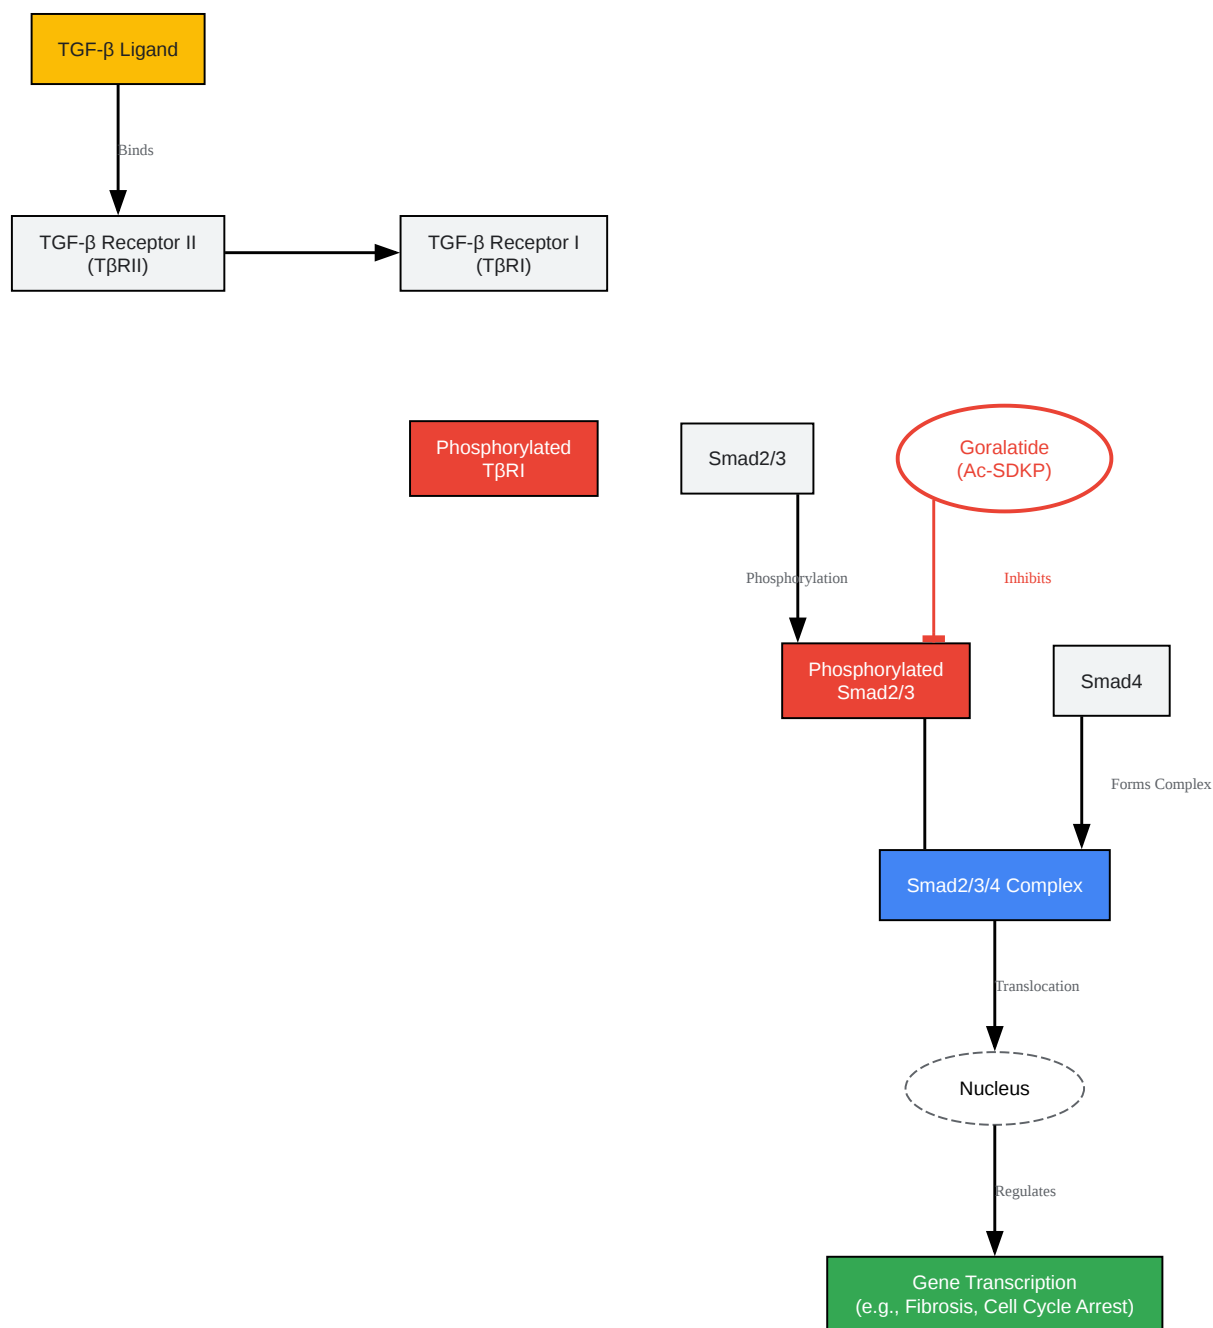 TGF-β Ligand
Binds
TGF-β Receptor II
(TβRII)
TGF-β Receptor I
(TβRI)
Phosphorylated
TβRI
Smad2/3
Goralatide
(Ac-SDKP)
Phosphorylation
Inhibits
Phosphorylated
Smad2/3
Smad4
Forms Complex
Smad2/3/4 Complex
Translocation
Nucleus
Regulates
Gene Transcription
(e.g., Fibrosis, Cell Cycle Arrest)